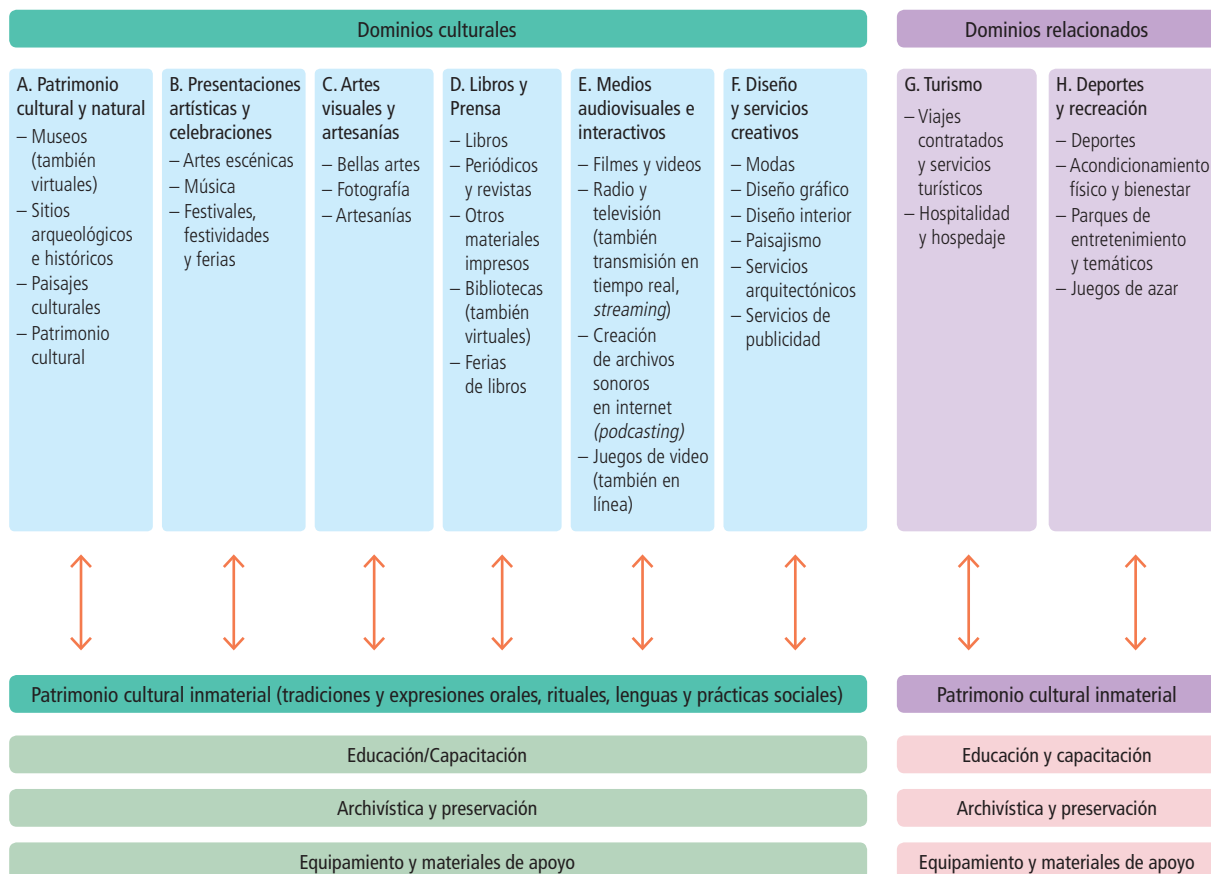 Dominios culturales
Dominios relacionados
A. Patrimonio
cultural y natural
– Museos
(también
virtuales)
– Sitios
arqueológicos
e históricos
– Paisajes
culturales
– Patrimonio
cultural
B. Presentaciones
artísticas y
celebraciones
– Artes escénicas
– Música
– Festivales,
festividades
y ferias
C. Artes
visuales y
artesanías
– Bellas artes
– Fotografía
– Artesanías
D. Libros y
Prensa
– Libros
– Periódicos
y revistas
– Otros
materiales
impresos
– Bibliotecas
(también
virtuales)
– Ferias
de libros
E. Medios
audiovisuales e
interactivos
– Filmes y videos
– Radio y
televisión
(también
transmisión en
tiempo real,
streaming)
– Creación
de archivos
sonoros
en internet
(podcasting)
– Juegos de video
(también en
línea)
F. Diseño
y servicios
creativos
– Modas
– Diseño gráfico
– Diseño interior
– Paisajismo
– Servicios
arquitectónicos
– Servicios de
publicidad
G. Turismo
– Viajes
contratados
y servicios
turísticos
– Hospitalidad
y hospedaje
H. Deportes
y recreación
– Deportes
– Acondicionamiento
físico y bienestar
– Parques de
entretenimiento
y temáticos
– Juegos de azar
Patrimonio cultural inmaterial (tradiciones y expresiones orales, rituales, lenguas y prácticas sociales)
Patrimonio cultural inmaterial
Educación/Capacitación
Educación y capacitación
Archivística y preservación
Archivística y preservación
Equipamiento y materiales de apoyo
Equipamiento y materiales de apoyo